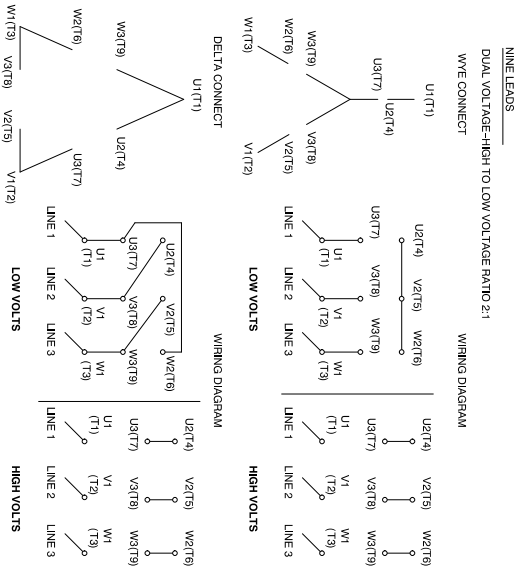 NINE LEADS
DUAL VOLTAGE-HIGH TO LOW VOLTAGE RATIO 2:1
WYE CONNECT
WIRING DIAGRAM
U1(T1)
U3(T7)
U2(T4)
W3(T9)
V3(T8)
W2(T6)
V2(T5)
W1(T3)
V1(T2)
U2(T4) V2(T5) W2(T6)
U3(T7) V3(T8) W3(T9)
U1 V1 W1
(T1) (T2) (T3)
LINE 1 LINE 2 LINE 3
LOW VOLTS
U2(T4) V2(T5) W2(T6)
U3(T7) V3(T8) W3(T9)
U1 V1 W1
(T1) (T2) (T3)
LINE 1 LINE 2 LINE 3
HIGH VOLTS
DELTA CONNECT
WIRING DIAGRAM
U1(T1)
W3(T9)
U2(T4)
W2(T6)
U3(T7)
W1(T3)
V3(T8)
V2(T5)
V1(T2)
U2(T4) V2(T5) W2(T6)
U3(T7) V3(T8) W3(T9)
U1 V1 W1
(T1) (T2) (T3)
LINE 1 LINE 2 LINE 3
LOW VOLTS
U2(T4) V2(T5) W2(T6)
U3(T7) V3(T8) W3(T9)
U1 V1 W1
(T1) (T2) (T3)
LINE 1 LINE 2 LINE 3
HIGH VOLTS